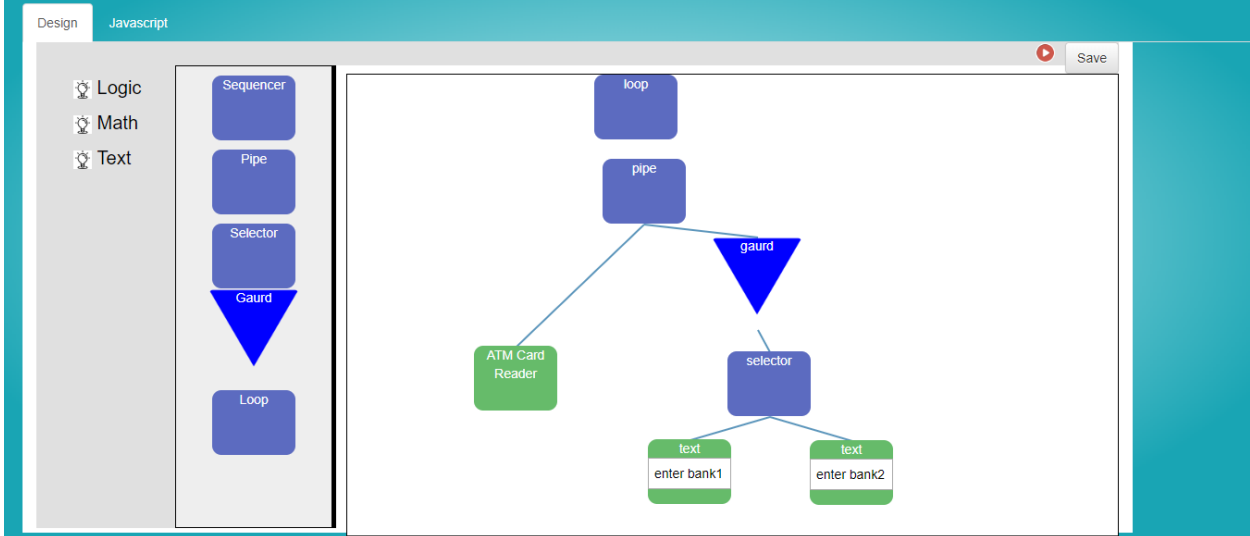 Design
Javascript
Save
Logic
Math
Text
Sequencer
Pipe
Selector
Gaurd
Loop
loop
pipe
gaurd
ATM Card
Reader
selector
text
enter bank1
text
enter bank2